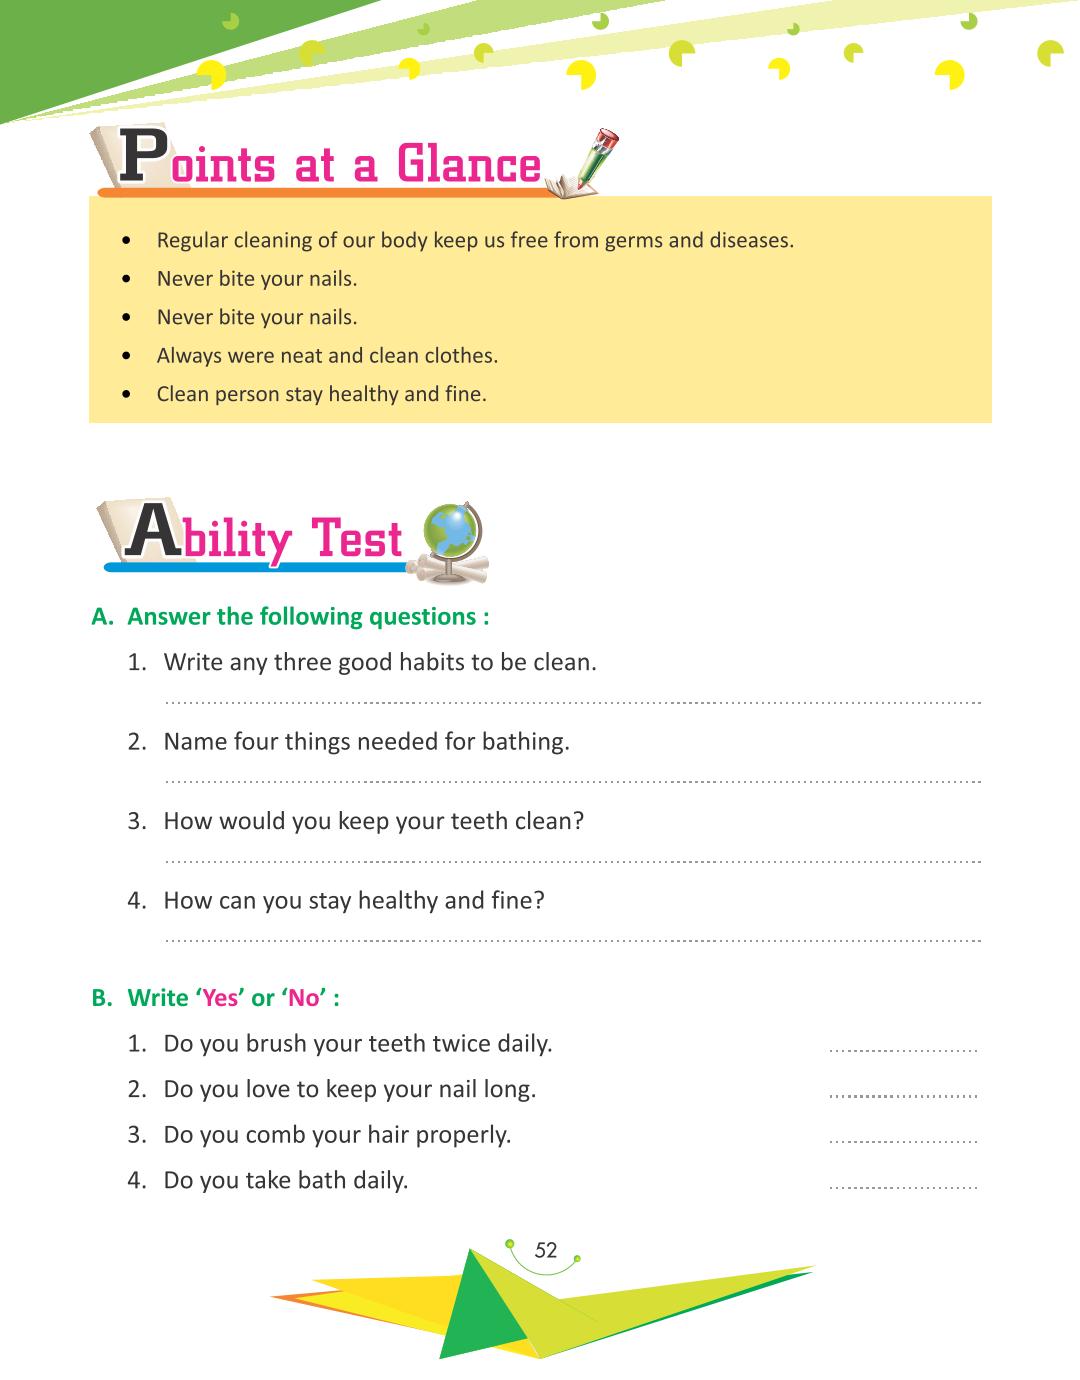 Points at a Glance
• Regular cleaning of our body keep us free from germs and diseases.
• Never bite your nails.
• Never bite your nails.
• Always were neat and clean clothes.
• Clean person stay healthy and fine.
Ability Test
A. Answer the following questions :
1. Write any three good habits to be clean.
2. Name four things needed for bathing.
3. How would you keep your teeth clean?
4. How can you stay healthy and fine?
B. Write ‘Yes’ or ‘No’ :
1. Do you brush your teeth twice daily.
2. Do you love to keep your nail long.
3. Do you comb your hair properly.
4. Do you take bath daily.
52